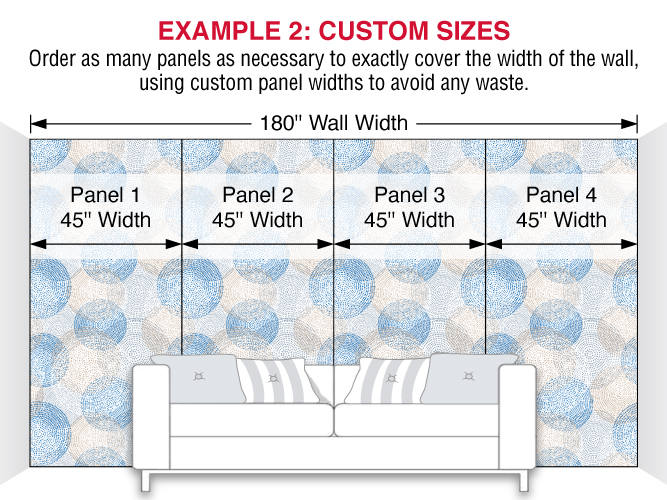 EXAMPLE 2: CUSTOM SIZES
Order as many panels as necessary to exactly cover the width of the wall,
using custom panel widths to avoid any waste.
180" Wall Width
Panel 1
45" Width
Panel 2
45" Width
Panel 3
45" Width
Panel 4
45" Width